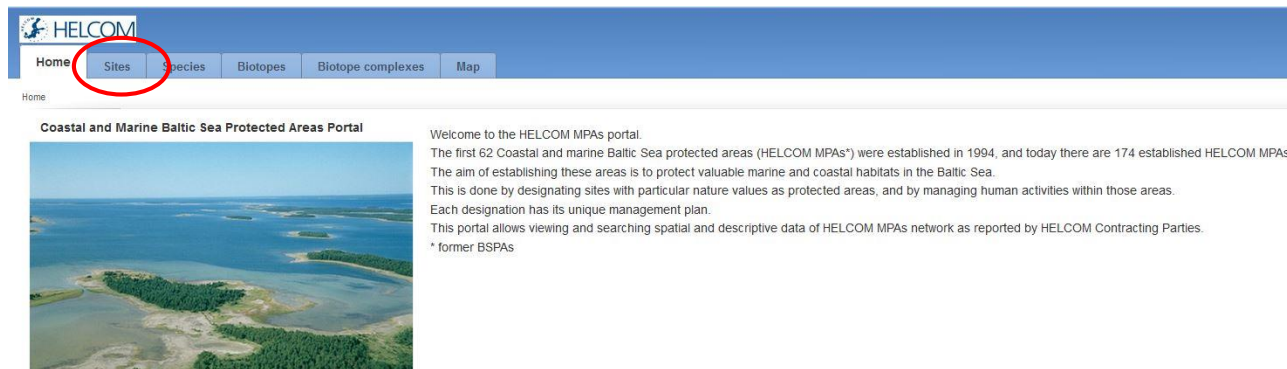 HELCOM
Home Sites Species Biotopes Biotope complexes Map
Home
Coastal and Marine Baltic Sea Protected Areas Portal
Welcome to the HELCOM MPAs portal.
The first 62 Coastal and marine Baltic Sea protected areas (HELCOM MPAs*) were established in 1994, and today there are 174 established HELCOM MPAs
The aim of establishing these areas is to protect valuable marine and coastal habitats in the Baltic Sea.
This is done by designating sites with particular nature values as protected areas, and by managing human activities within those areas.
Each designation has its unique management plan.
This portal allows viewing and searching spatial and descriptive data of HELCOM MPAs network as reported by HELCOM Contracting Parties.
* former BSPAs